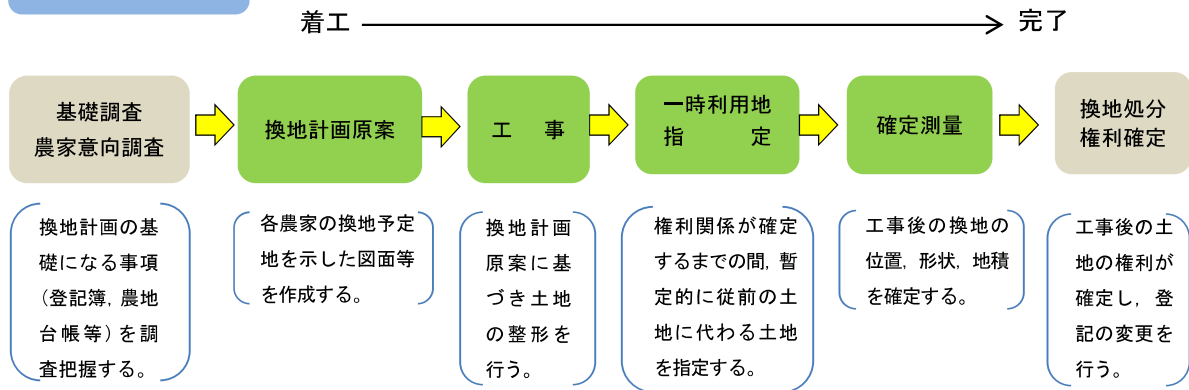 着工
完了
基礎調査
農家意向調査
換地計画原案
工　事
一時利用地
指　　　定
確定測量
換地処分
権利確定
換地計画の基
礎になる事項
（登記簿，農地
台帳等）を調
査把握する。
各農家の換地予定
地を示した図面等
を作成する。
換地計画
原案に基
づき土地
の整形を
行う。
権利関係が確定
するまでの間，暫
定的に従前の土
地に代わる土地
を指定する。
工事後の換地の
位置，形状，地積
を確定する。
工事後の土
地の権利が
確定し，登
記の変更を
行う。